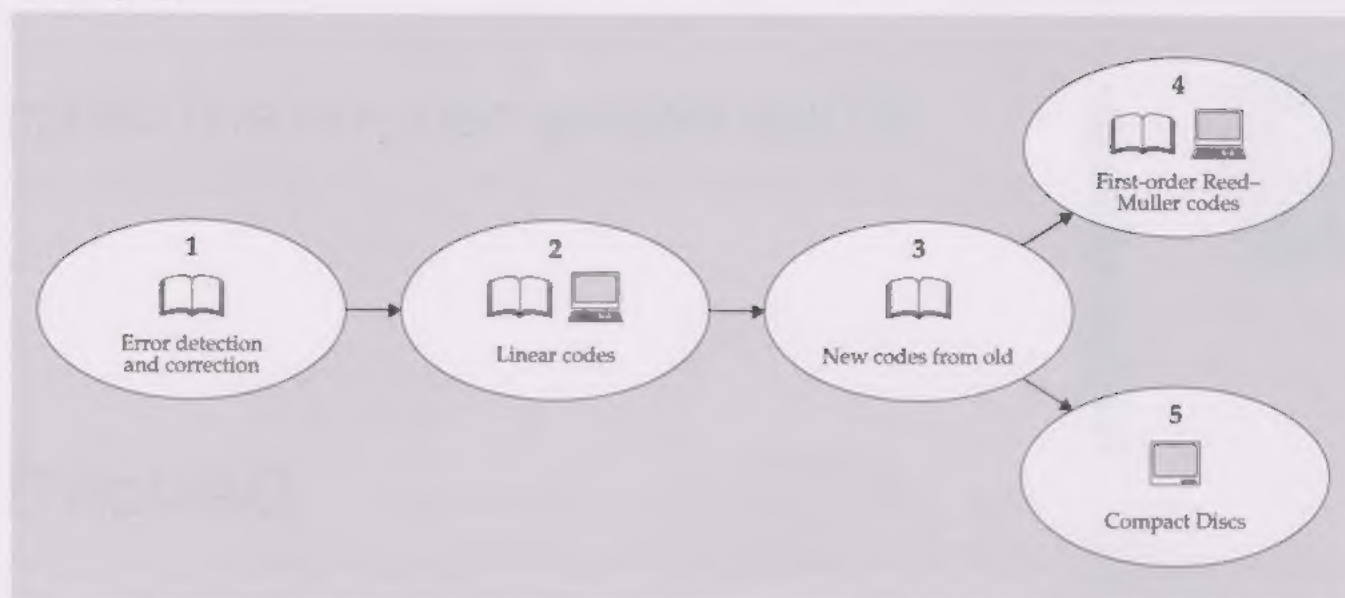 1
Error detection
and correction
2
Linear codes
3
New codes from old
4
First-order Reed–
Muller codes
5
Compact Discs